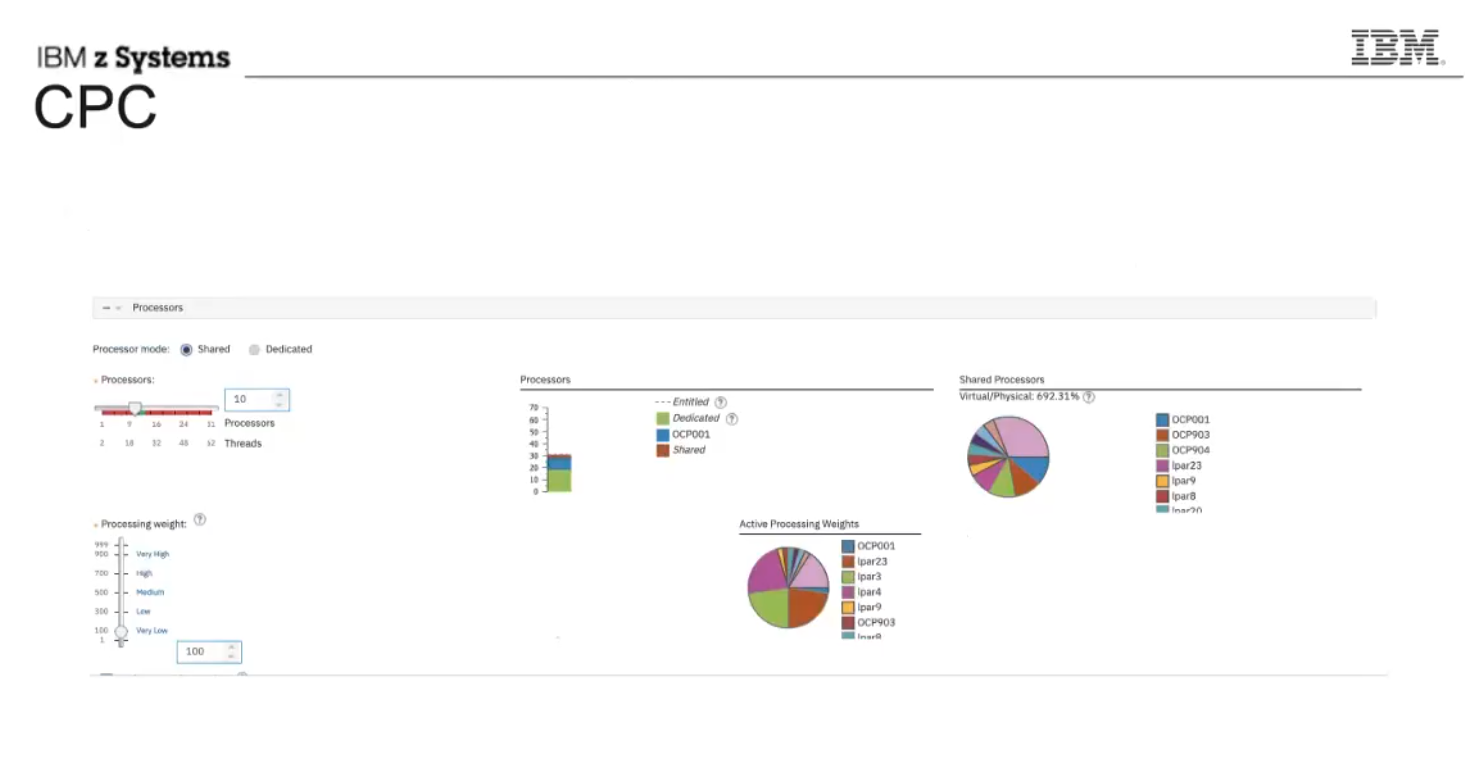 IBM z Systems
IBM
CPC
Processors
Processor mode: Shared Dedicated
Processors:
10
1 9 16 24 31 Processors
2 18 32 48 62 Threads
Processors
70
60
50
40
30
20
10
0
--- Entitled ?
Dedicated ?
OCP001
Shared
Shared Processors
Virtual/Physical: 692.31% ?
OCP001
OCP903
OCP904
lpar23
lpar9
lpar8
lpar20
Processing weight: ?
999
900 Very High
700 High
500 Medium
300 Low
100 Very Low
1
100
Active Processing Weights
OCP001
lpar23
lpar3
lpar4
lpar9
OCP903
lpar8